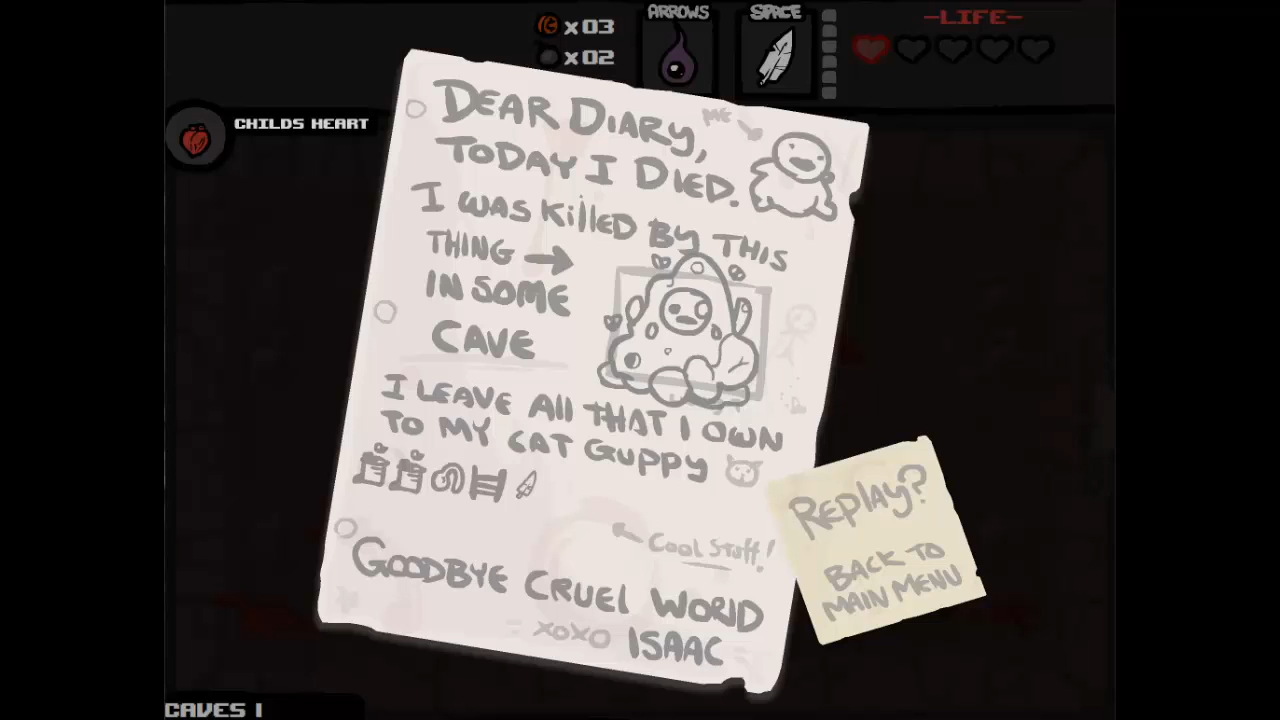 x03
x02
ARROWS
SPACE
-LIFE-
CHILDS HEART
DEAR DIARY,
ME
TODAY I DIED.
I WAS KillED BY THIS
THING →
IN SOME
CAVE
I LEAVE All THAT I OWN
TO MY CAT GUPPY
Cool Stuff!
GOODBYE CRUEl WORlD
XOXO ISAAC
REPlAY?
BACK TO
MAIN MENU
CAVES I